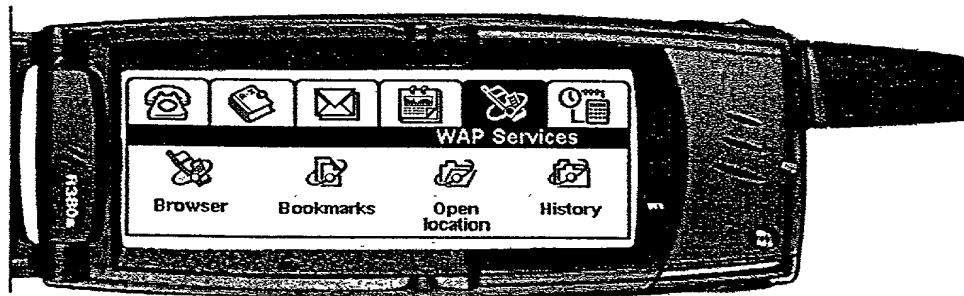 WAP Services
Browser
Bookmarks
Open
location
History
R380s